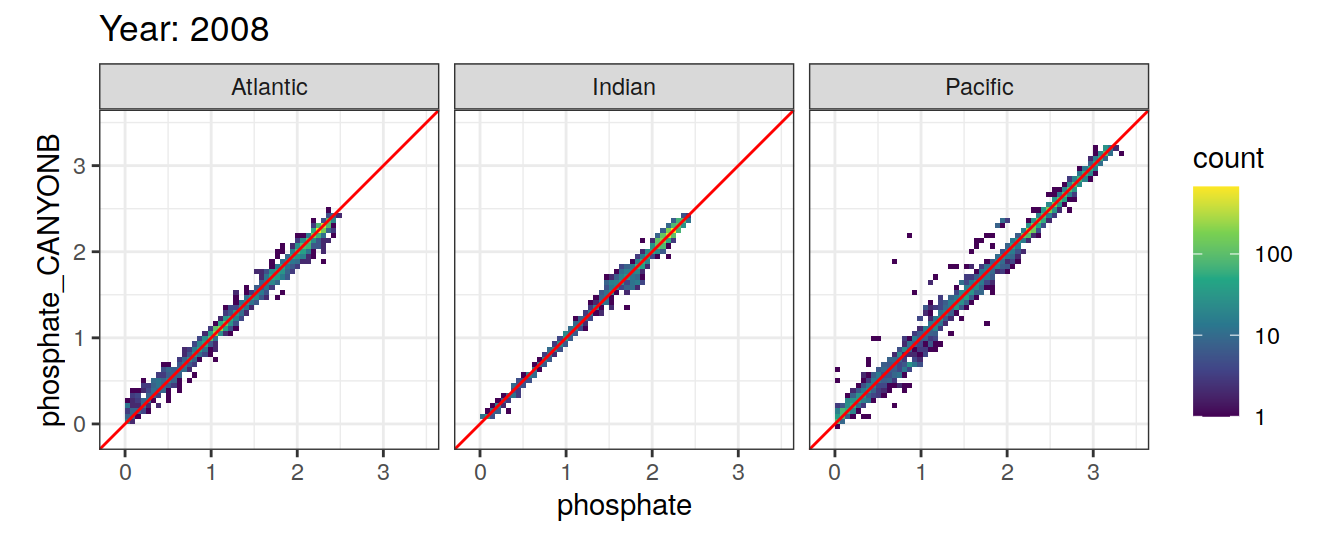 Year: 2008
Atlantic
Indian
Pacific
phosphate_CANYONB
3
2
1
0
0 1 2 3
0 1 2 3
0 1 2 3
phosphate
count
100
10
1